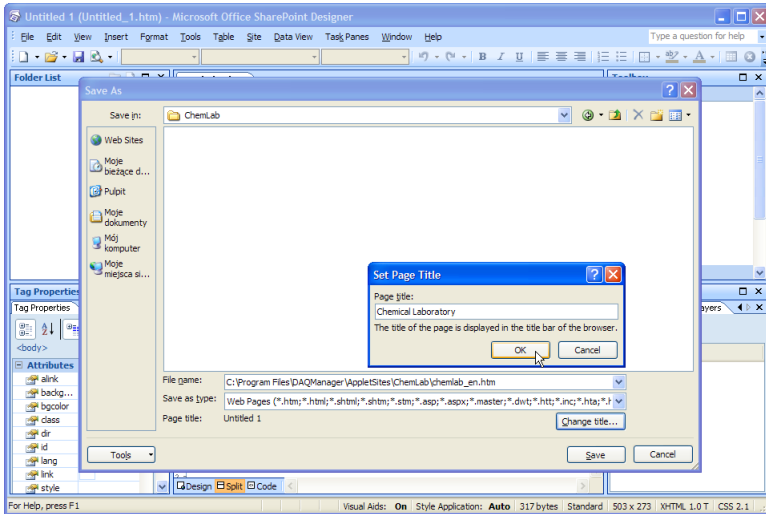 Untitled 1 (Untitled_1.htm) - Microsoft Office SharePoint Designer
File Edit View Insert Format Tools Table Site Data View Task Panes Window Help
Type a question for help
B I U A
Folder List
Save As
Save in: ChemLab
Web Sites
Moje
bieżące d...
Pulpit
Moje
dokumenty
Mój
komputer
Moje
miejsca si...
Set Page Title
Page title:
Chemical Laboratory
The title of the page is displayed in the title bar of the browser.
OK Cancel
File name: C:\Program Files\DAQManager\AppletSites\ChemLab\chemlab_en.htm
Save as type: Web Pages (*.htm;*.html;*.shtml;*.shtm;*.stm;*.asp;*.aspx;*.master;*.dwt;*.htt;*.inc;*.hta;*.h
Page title: Untitled 1
Change title...
Tools Save Cancel
Tag Properties
Tag Properties
<body>
Attributes
alink
backg...
bgcolor
class
dir
id
lang
link
style
ayers
Design Split Code
For Help, press F1
Visual Aids: On Style Application: Auto 317 bytes Standard 503 x 273 XHTML 1.0 T CSS 2.1